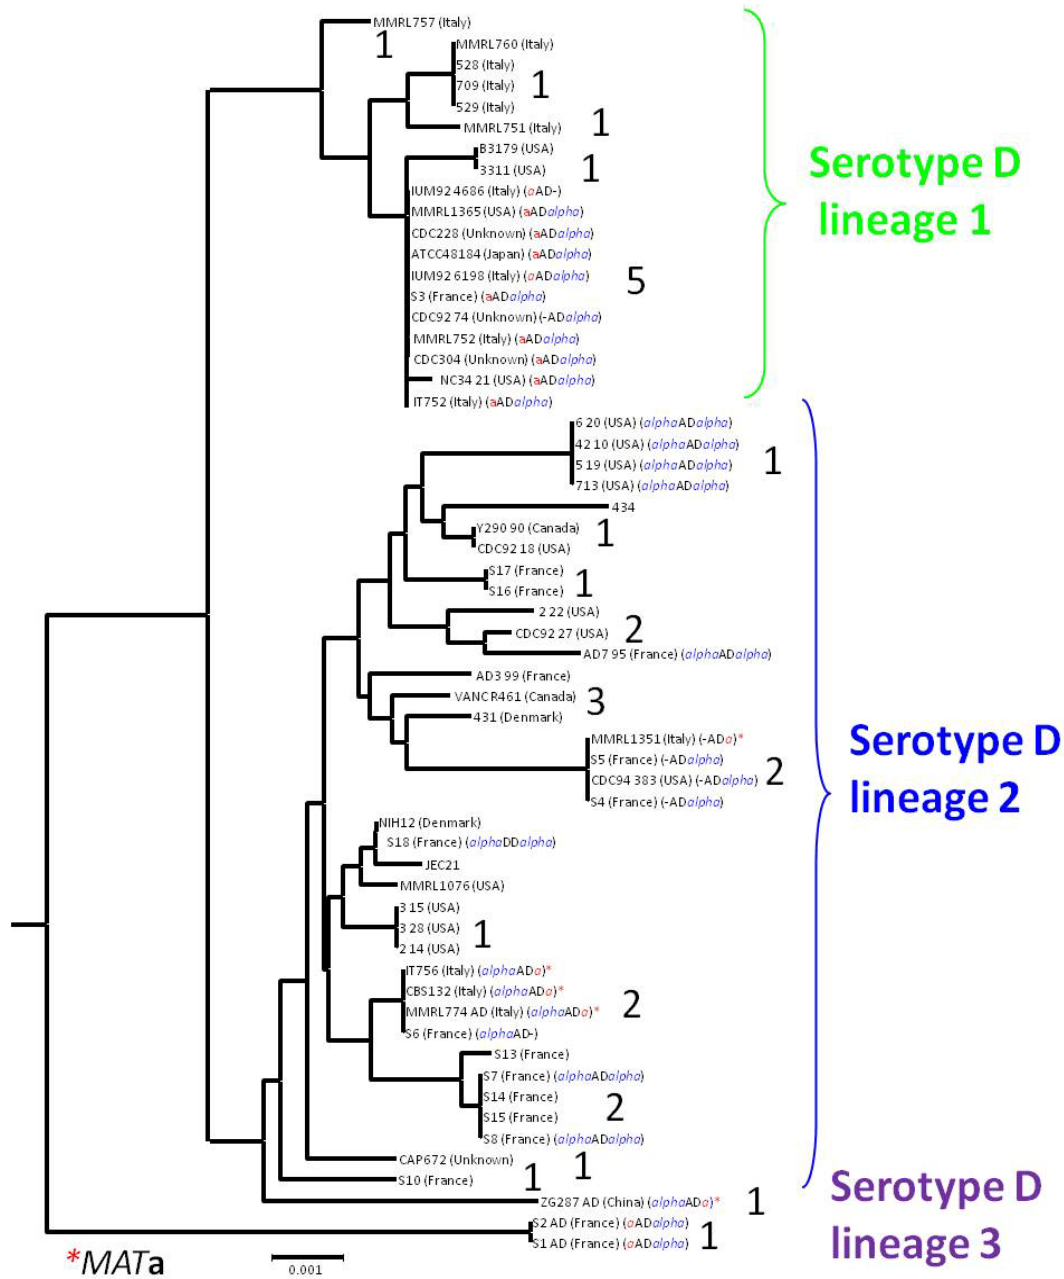 MMRL757 (Italy)
1
MMRL760 (Italy)
528 (Italy)
709 (Italy)
1
529 (Italy)
MMRL751 (Italy)
1
B3179 (USA)
3311 (USA)
1
IUM92 4686 (Italy) (aAD-)
MMRL1365 (USA) (aADalpha)
CDC228 (Unknown) (aADalpha)
ATCC48184 (Japan) (aADalpha)
IUM92 6198 (Italy) (aADalpha)
5
S3 (France) (aADalpha)
CDC92 74 (Unknown) (-ADalpha)
MMRL752 (Italy) (aADalpha)
CDC304 (Unknown) (aADalpha)
NC34 21 (USA) (aADalpha)
IT752 (Italy) (aADalpha)
Serotype D
lineage 1
6 20 (USA) (alphaADalpha)
42 10 (USA) (alphaADalpha)
5 19 (USA) (alphaADalpha)
1
713 (USA) (alphaADalpha)
434
Y290 90 (Canada)
1
CDC92 18 (USA)
S17 (France)
1
S16 (France)
2 22 (USA)
CDC92 27 (USA)
2
AD7 95 (France) (alphaADalpha)
AD3 99 (France)
VANC R461 (Canada)
3
431 (Denmark)
MMRL1351 (Italy) (-ADa)*
S5 (France) (-ADalpha)
CDC94 383 (USA) (-ADalpha)
2
S4 (France) (-ADalpha)
NIH12 (Denmark)
S18 (France) (alphaDDalpha)
JEC21
MMRL1076 (USA)
3 15 (USA)
3 28 (USA)
1
2 14 (USA)
IT756 (Italy) (alphaADa)*
CBS132 (Italy) (alphaADa)*
MMRL774 AD (Italy) (alphaADa)*
2
S6 (France) (alphaAD-)
S13 (France)
S7 (France) (alphaADalpha)
S14 (France)
2
S15 (France)
S8 (France) (alphaADalpha)
CAP672 (Unknown)
1
S10 (France)
1
Serotype D
lineage 2
ZG287 AD (China) (alphaADa)*
1
S2 AD (France) (aADalpha)
S1 AD (France) (aADalpha)
1
Serotype D
lineage 3
*MATa
0.001